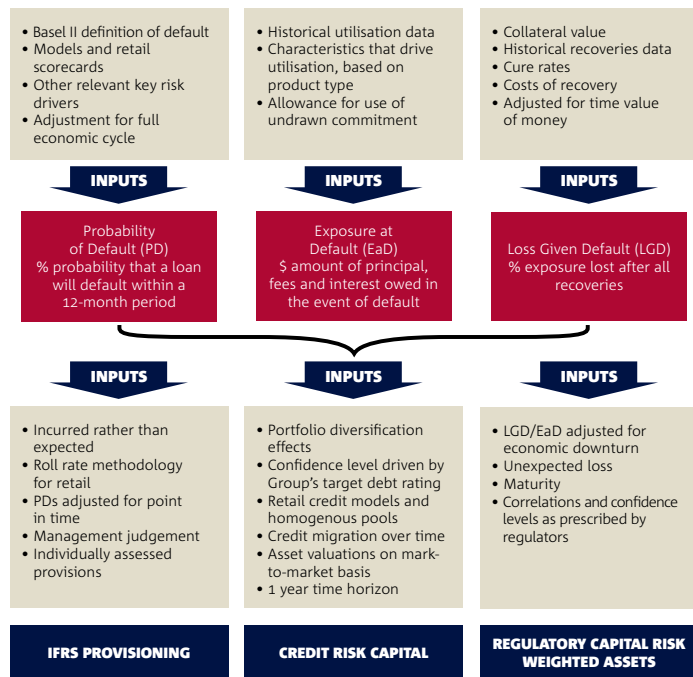 • Basel II definition of default
• Models and retail
scorecards
• Other relevant key risk
drivers
• Adjustment for full
economic cycle
• Historical utilisation data
• Characteristics that drive
utilisation, based on
product type
• Allowance for use of
undrawn commitment
• Collateral value
• Historical recoveries data
• Cure rates
• Costs of recovery
• Adjusted for time value
of money
INPUTS
INPUTS
INPUTS
Probability
of Default (PD)
% probability that a loan
will default within a
12-month period
Exposure at
Default (EaD)
$ amount of principal,
fees and interest owed in
the event of default
Loss Given Default (LGD)
% exposure lost after all
recoveries
INPUTS
INPUTS
INPUTS
• Incurred rather than
expected
• Roll rate methodology
for retail
• PDs adjusted for point
in time
• Management judgement
• Individually assessed
provisions
• Portfolio diversification
effects
• Confidence level driven by
Group's target debt rating
• Retail credit models and
homogenous pools
• Credit migration over time
• Asset valuations on mark-
to-market basis
• 1 year time horizon
• LGD/EaD adjusted for
economic downturn
• Unexpected loss
• Maturity
• Correlations and confidence
levels as prescribed by
regulators
IFRS PROVISIONING
CREDIT RISK CAPITAL
REGULATORY CAPITAL RISK
WEIGHTED ASSETS